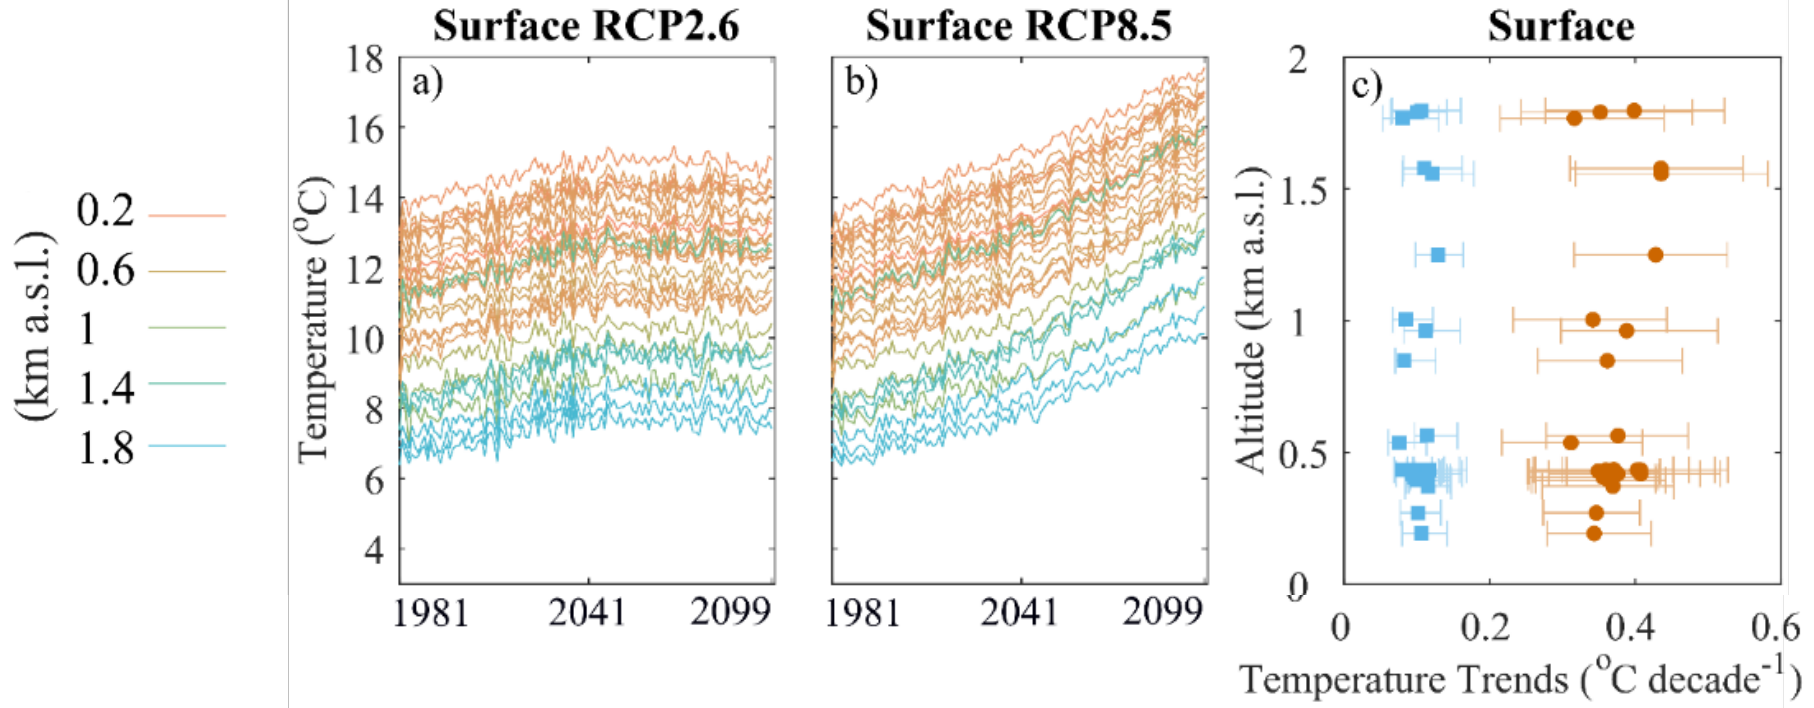 Surface RCP2.6
Surface RCP8.5
Surface
(km a.s.l.)
0.2
0.6
1
1.4
1.8
Temperature (°C)
18
16
14
12
10
8
6
4
a)
1981
2041
2099
b)
1981
2041
2099
Altitude (km a.s.l.)
2
1.5
1
0.5
0
c)
0
0.2
0.4
0.6
Temperature Trends (°C decade⁻¹)